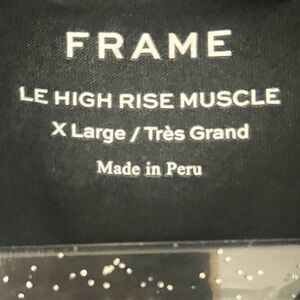 FRAME
LE HIGH RISE MUSCLE
X Large / Très Grand
Made in Peru